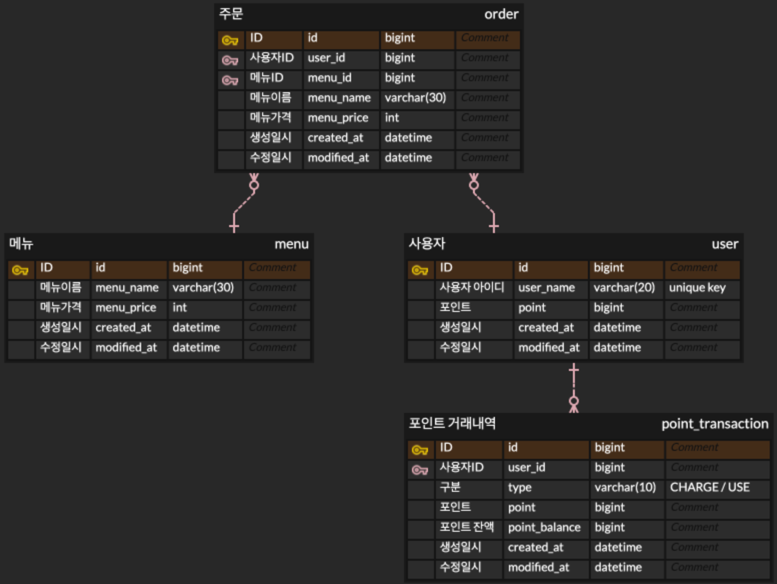 주문 order
ID id bigint Comment
사용자ID user_id bigint Comment
메뉴ID menu_id bigint Comment
메뉴이름 menu_name varchar(30) Comment
메뉴가격 menu_price int Comment
생성일시 created_at datetime Comment
수정일시 modified_at datetime Comment
메뉴 menu
ID id bigint Comment
메뉴이름 menu_name varchar(30) Comment
메뉴가격 menu_price int Comment
생성일시 created_at datetime Comment
수정일시 modified_at datetime Comment
사용자 user
ID id bigint Comment
사용자 아이디 user_name varchar(20) unique key
포인트 point bigint Comment
생성일시 created_at datetime Comment
수정일시 modified_at datetime Comment
포인트 거래내역 point_transaction
ID id bigint Comment
사용자ID user_id bigint Comment
구분 type varchar(10) CHARGE / USE
포인트 point bigint Comment
포인트 잔액 point_balance bigint Comment
생성일시 created_at datetime Comment
수정일시 modified_at datetime Comment